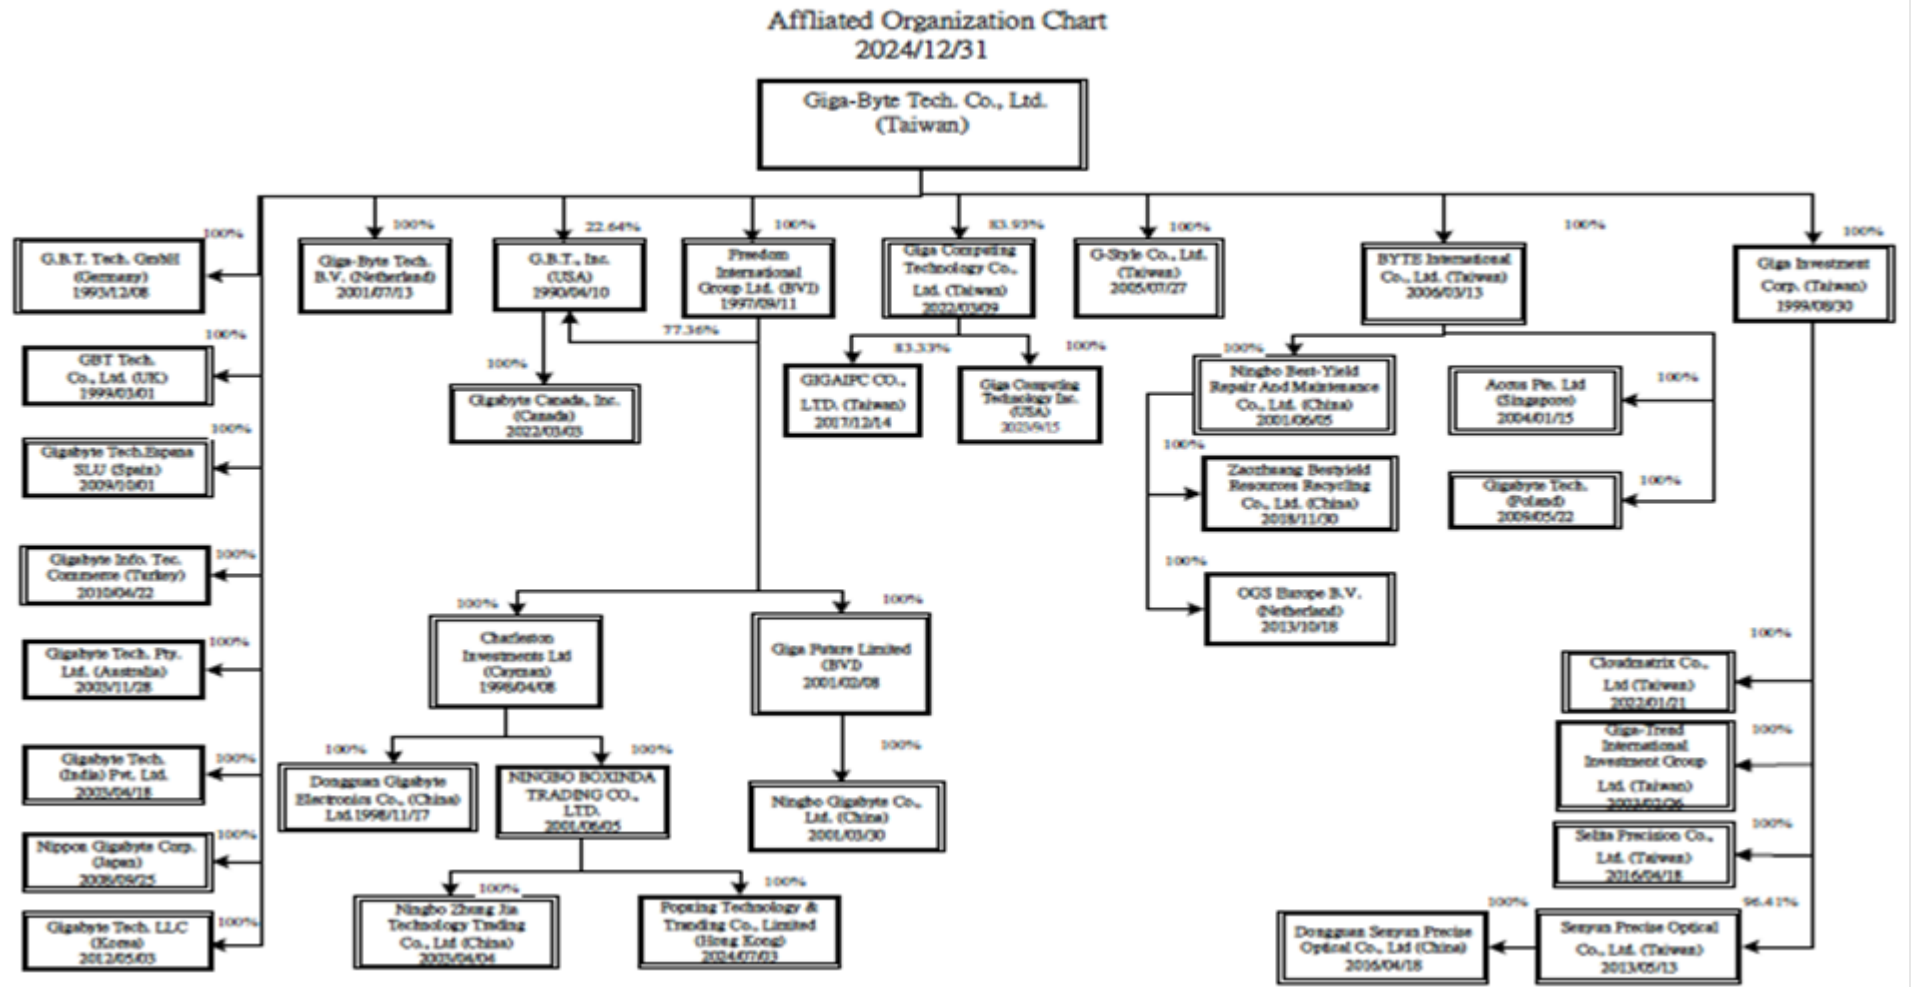 Affliated Organization Chart
2024/12/31
Giga-Byte Tech. Co., Ltd.
(Taiwan)
100%
G.B.T. Tech. GmbH
(Germany)
1993/12/08
100%
Giga-Byte Tech.
B.V. (Netherland)
2001/07/13
22.64%
G.B.T., Inc.
(USA)
1990/04/10
100%
Freedom
International
Group Ltd. (BVI)
1997/09/11
83.93%
Giga Computing
Technology Co.,
Ltd. (Taiwan)
2022/03/09
100%
G-Style Co., Ltd.
(Taiwan)
2005/07/27
100%
BYTE International
Co., Ltd. (Taiwan)
2006/03/13
100%
Giga Investment
Corp. (Taiwan)
1999/08/30
77.36%
100%
GBT Tech.
Co., Ltd. (UK)
1999/03/01
100%
Gigabyte Canada, Inc.
(Canada)
2022/03/03
83.33%
GIGAIPC CO.,
LTD. (Taiwan)
2017/12/14
100%
Giga Computing
Technology Inc.
(USA)
2023/9/15
100%
Ningbo Best-Yield
Repair And Maintenance
Co., Ltd. (China)
2001/06/05
100%
Aorus Pte. Ltd
(Singapore)
2004/01/15
100%
Gigabyte Tech.Espana
SLU (Spain)
2009/10/01
100%
Zaozhuang Bestyield
Resources Recycling
Co., Ltd. (China)
2018/11/30
100%
Gigabyte Tech.
(Poland)
2009/05/22
100%
Gigabyte Info. Tec.
Commerce (Turkey)
2010/04/22
100%
OGS Europe B.V.
(Netherland)
2013/10/18
100%
Gigabyte Tech. Pty.
Ltd. (Australia)
2003/11/28
100%
Charleston
Investments Ltd
(Cayman)
1998/04/08
100%
Giga Future Limited
(BVI)
2001/02/08
100%
Cloudmatrix Co.,
Ltd (Taiwan)
2022/01/21
100%
Gigabyte Tech.
(India) Pvt. Ltd.
2003/04/18
100%
Dongguan Gigabyte
Electronics Co., (China)
Ltd.1998/11/17
100%
NINGBO BOXINDA
TRADING CO.,
LTD.
2001/06/05
100%
Ningbo Gigabyte Co.,
Ltd. (China)
2001/03/30
100%
Giga-Trend
International
Investment Group
Ltd. (Taiwan)
100%
Nippon Gigabyte Corp.
(Japan)
2008/09/25
100%
Selita Precision Co.,
Ltd. (Taiwan)
2016/04/18
100%
Gigabyte Tech. LLC
(Korea)
2012/05/03
100%
Ningbo Zhong Jia
Technology Trading
Co., Ltd (China)
2003/04/04
100%
Technology &
Co., Limited
(Hong Kong)
2024/07/03
100%
Dongguan Senyun Precise
Optical Co., Ltd (China)
2016/04/18
96.41%
Senyun Precise Optical
Co., Ltd. (Taiwan)
2013/05/13